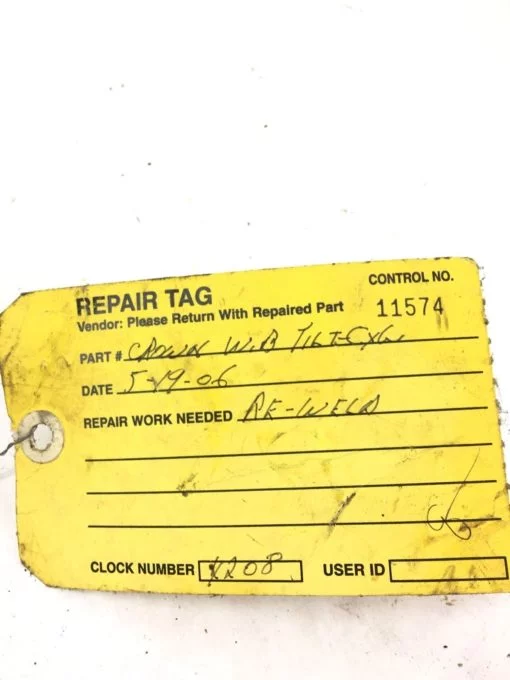 CONTROL NO.
REPAIR TAG
11574
Vendor: Please Return With Repaired Part
PART # CROWN W.B TILT-CYL
DATE 5-19-06
REPAIR WORK NEEDED RE-WELD
CLOCK NUMBER X208 USER ID